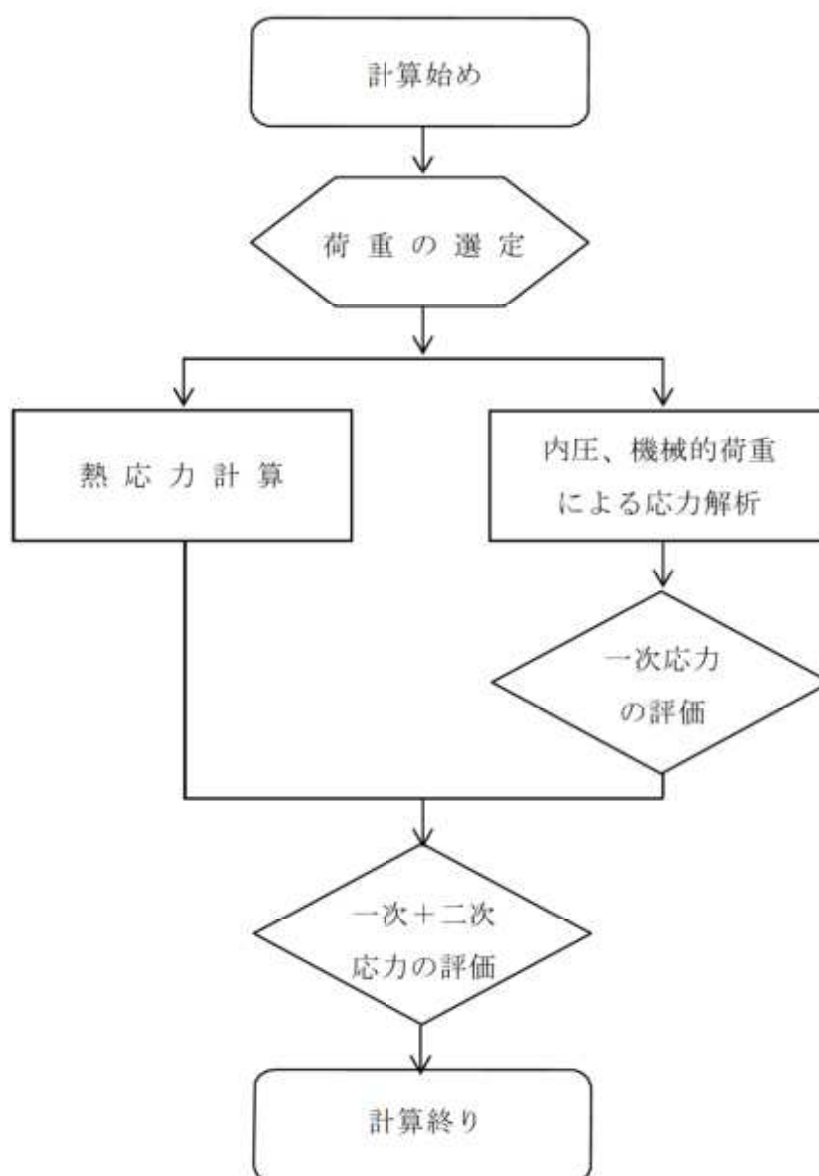 計算始め
荷重の選定
熱応力計算
内圧、機械的荷重
による応力解析
一次応力
の評価
一次＋二次
応力の評価
計算終り